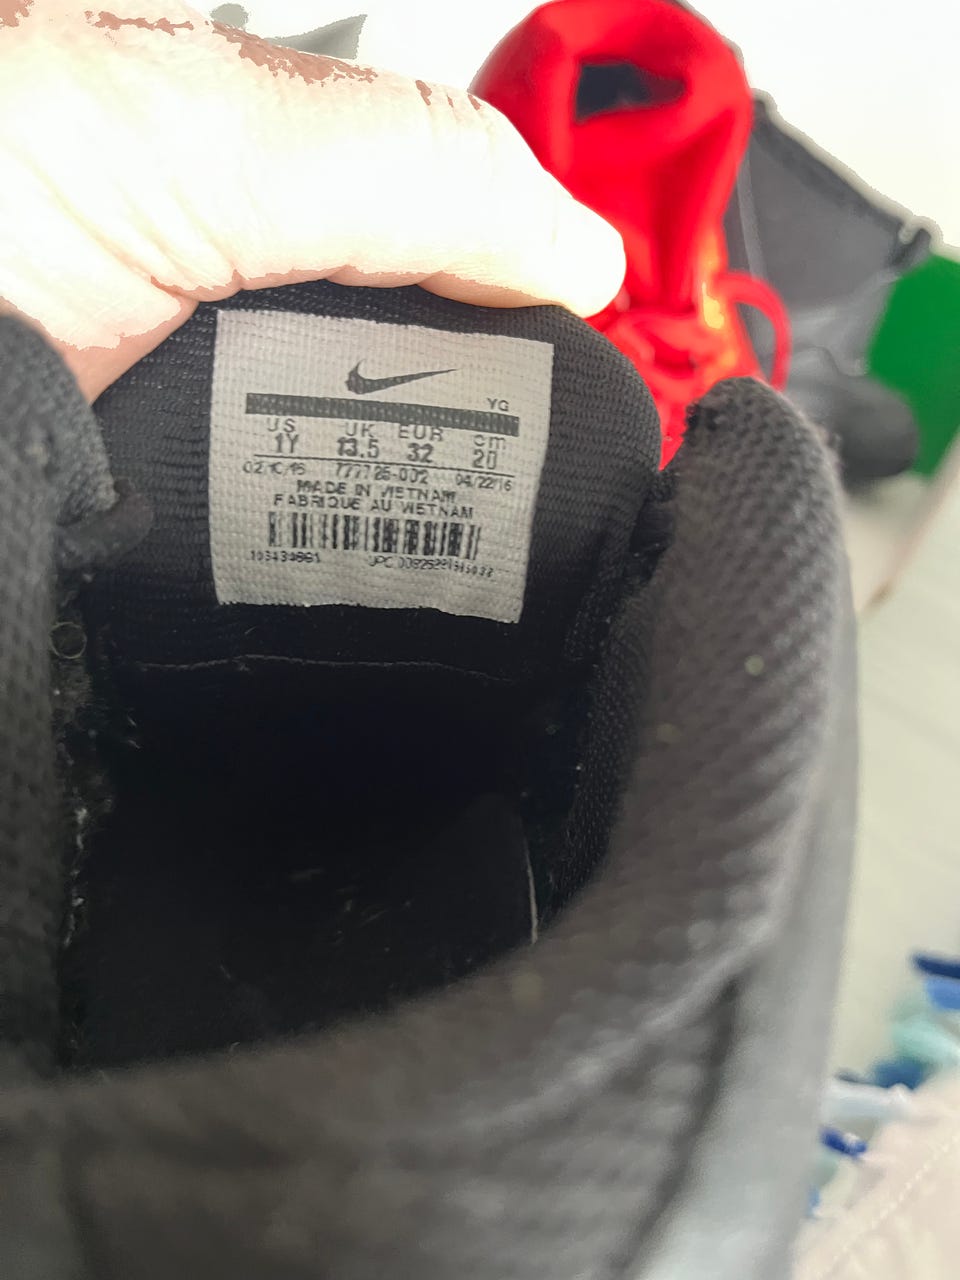 YG
US UK EUR cm
1Y 13.5 32 20
02/10/16 777726-002 04/22/16
MADE IN VIETNAM
FABRIQUE AU VIETNAM
UPC